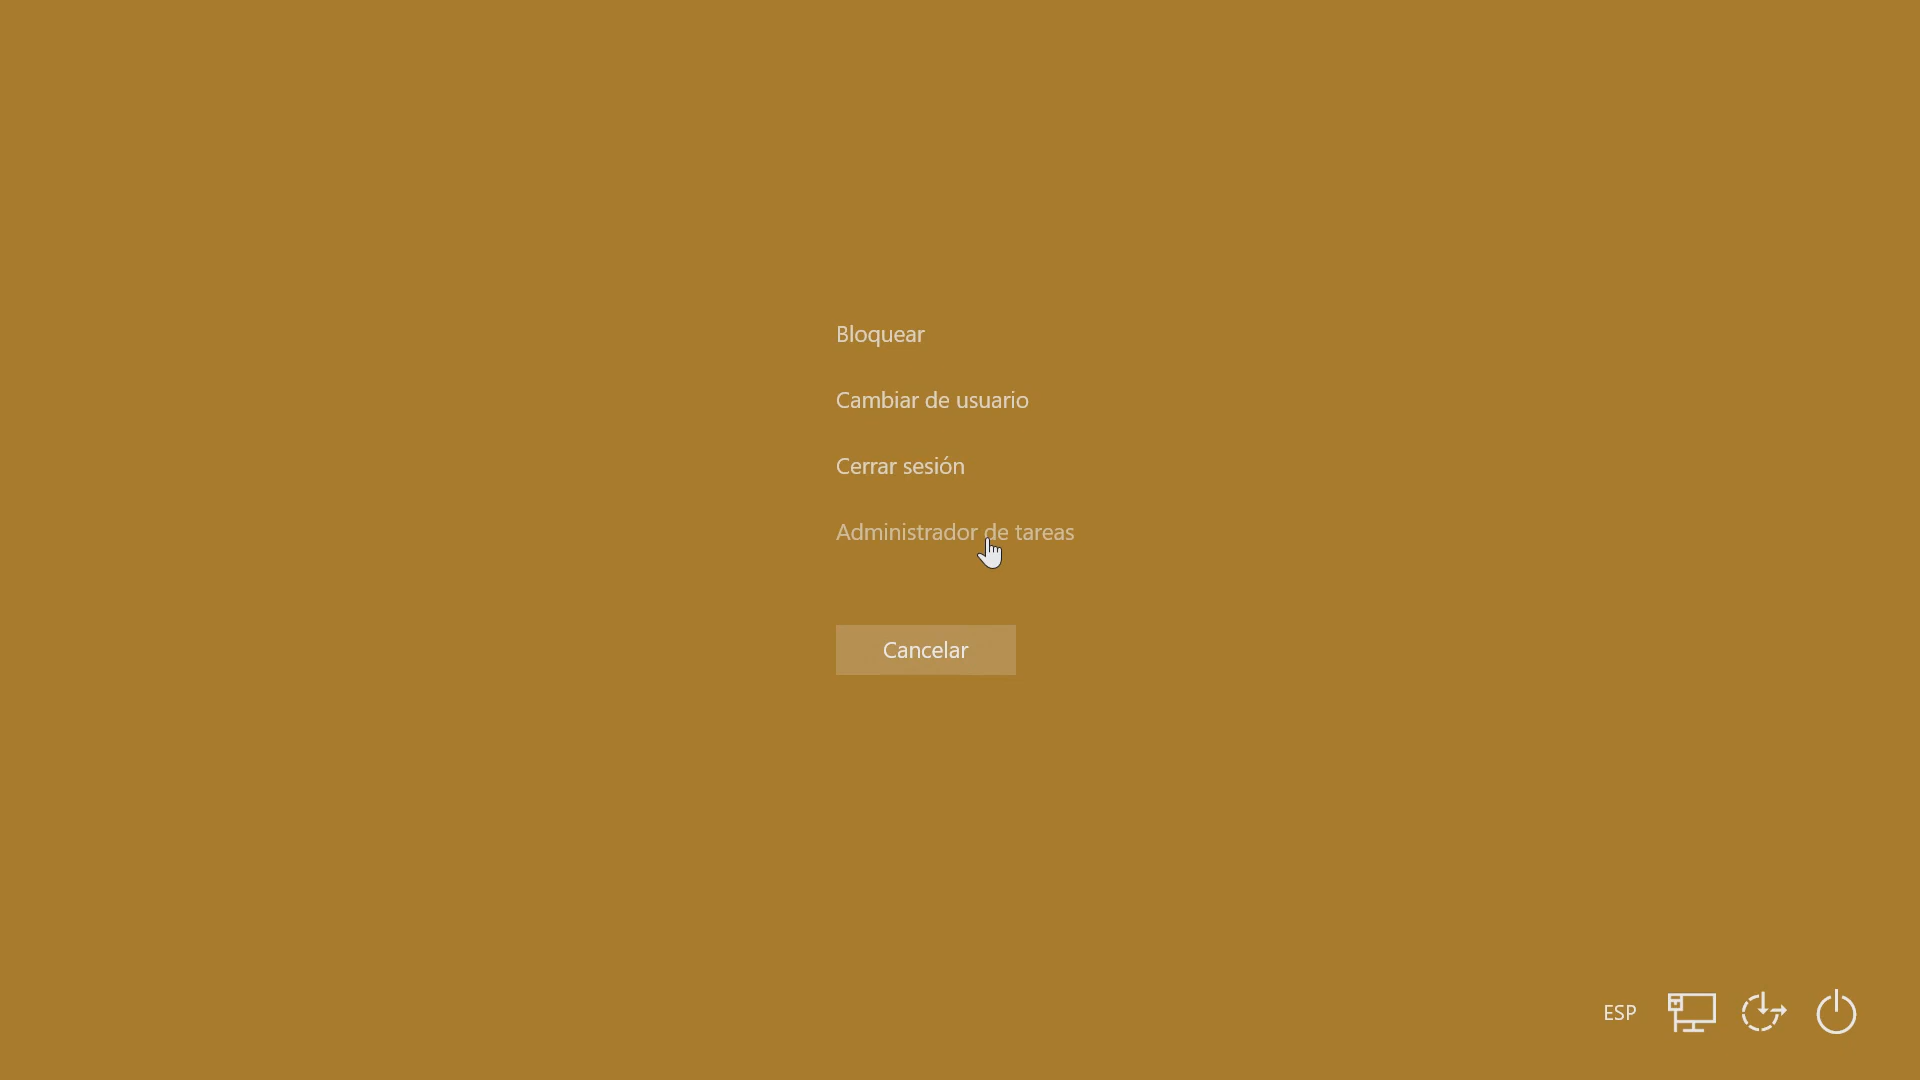 Bloquear
Cambiar de usuario
Cerrar sesión
Administrador de tareas
Cancelar
ESP